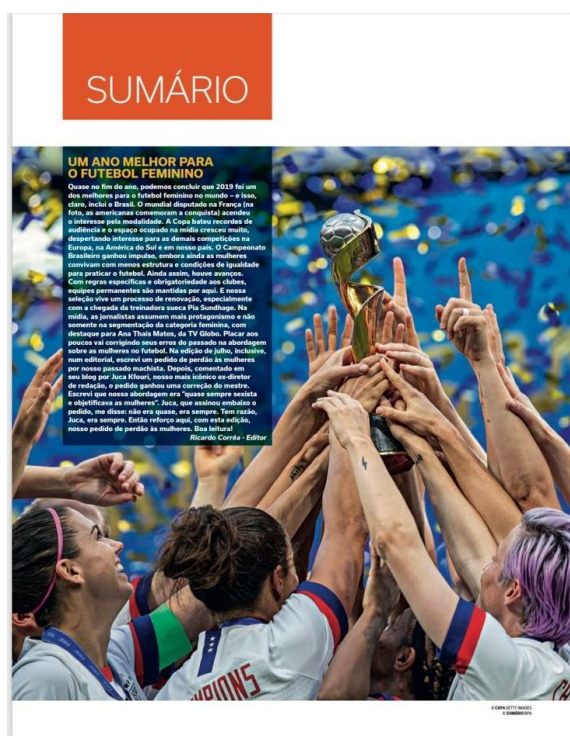 SUMÁRIO
UM ANO MELHOR PARA
O FUTEBOL FEMININO
Quase no fim do ano, podemos concluir que 2019 foi um
dos melhores para o futebol feminino no mundo – e isso,
claro, inclui o Brasil. O mundial disputado na França (na
foto, as americanas comemoram a conquista) acendeu
o interesse pela modalidade. A Copa bateu recordes de
audiência e o espaço ocupado na mídia cresceu muito,
despertando interesse para as demais competições na
Europa, na América do Sul e em nosso país. O Campeonato
Brasileiro ganhou impulso, embora ainda as mulheres
convivam com menos estrutura e condições de igualdade
para praticar o futebol. Ainda assim, houve avanços.
Com regras específicas e obrigatoriedade aos clubes,
equipes permanentes são mantidas por aqui. E nossa
seleção vive um processo de renovação, especialmente
com a chegada da treinadora sueca Pia Sundhage. Na
mídia, as jornalistas assumem mais protagonismo e não
somente na segmentação da categoria feminina, com
destaque para Ana Thaís Matos, da TV Globo. Placar aos
poucos vai corrigindo seus erros do passado na abordagem
sobre as mulheres no futebol. Na edição de julho, inclusive,
num editorial, escrevi um pedido de perdão às mulheres
por nosso passado machista. Depois, comentado em
seu blog por Juca Kfouri, nosso mais icônico ex-diretor
de redação, o pedido ganhou uma correção do mestre.
Escrevi que nossa abordagem era "quase sempre sexista
e objetificava as mulheres". Juca, que assinou embaixo o
pedido, me disse: não era quase, era sempre. Tem razão,
Juca, era sempre. Então reforço aqui, com esta edição,
nosso pedido de perdão às mulheres. Boa leitura!
Ricardo Corrêa - Editor
© CAPA GETTY IMAGES
© SUMÁRIO EPA